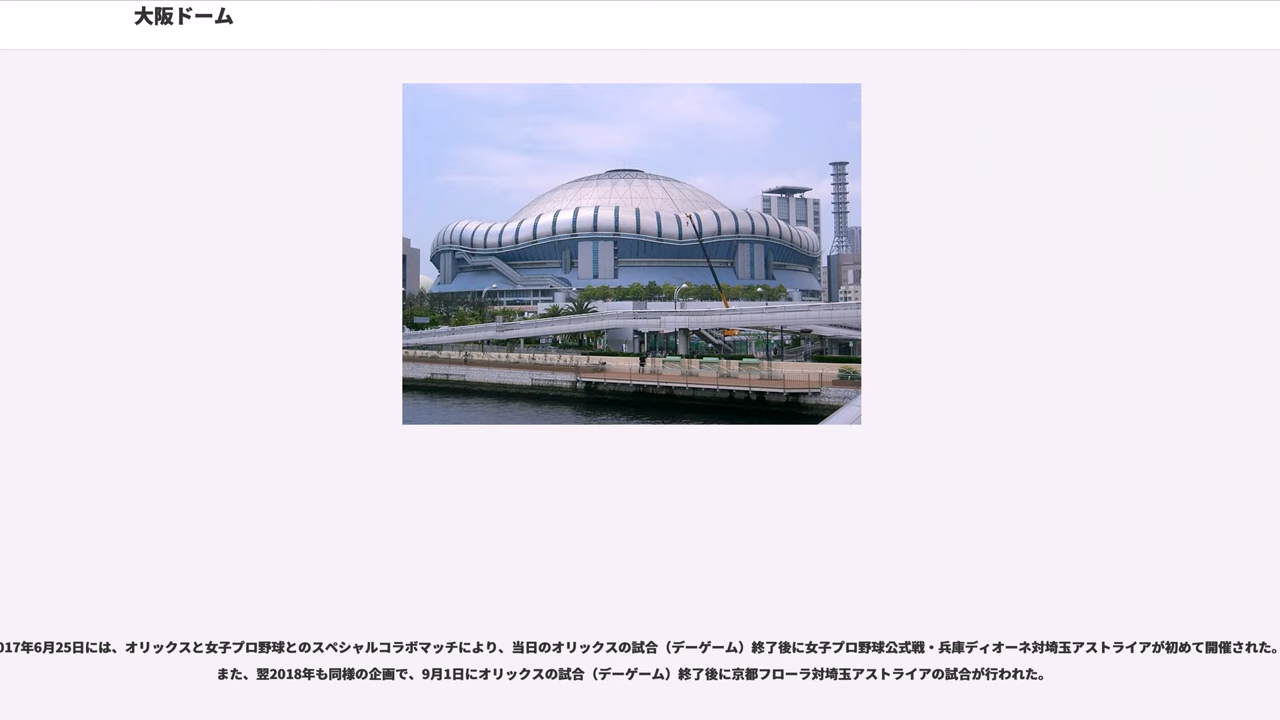 大阪ドーム
017年6月25日には、オリックスと女子プロ野球とのスペシャルコラボマッチにより、当日のオリックスの試合（デーゲーム）終了後に女子プロ野球公式戦・兵庫ディオーネ対埼玉アストライアが初めて開催された。
また、翌2018年も同様の企画で、9月1日にオリックスの試合（デーゲーム）終了後に京都フローラ対埼玉アストライアの試合が行われた。